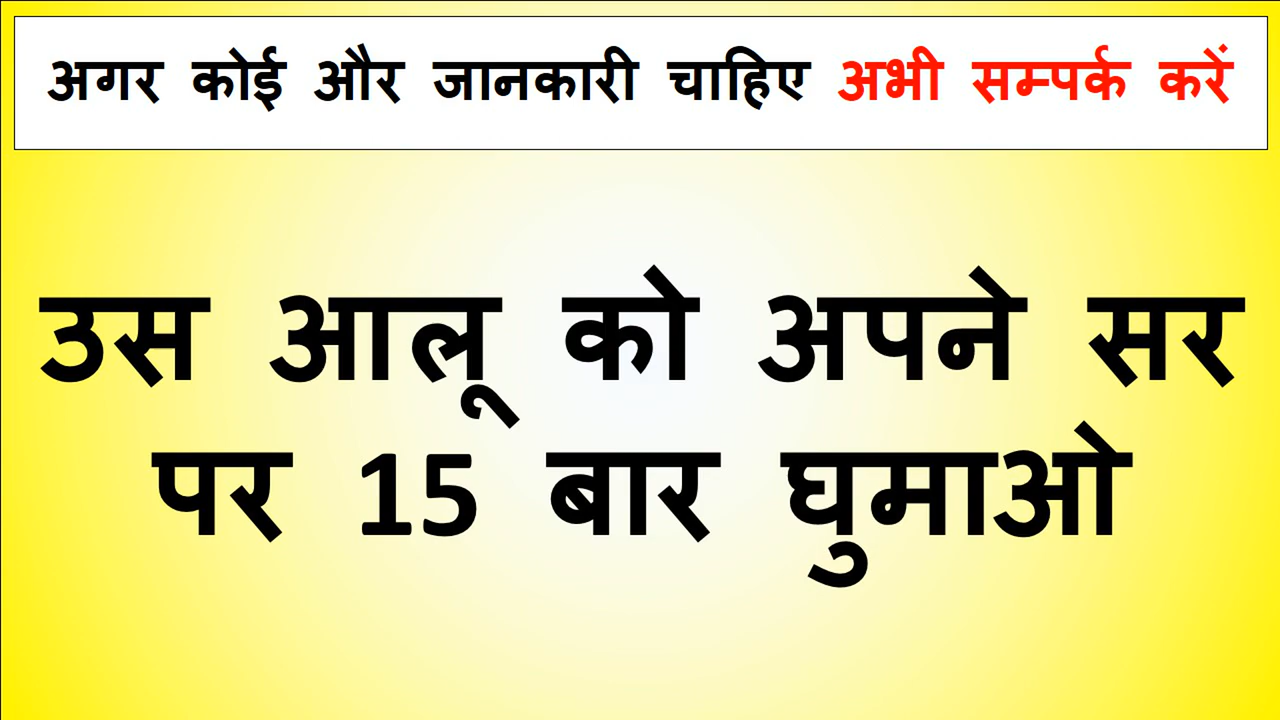 अगर कोई और जानकारी चाहिए अभी सम्पर्क करें
उस आलू को अपने सर
पर 15 बार घुमाओ